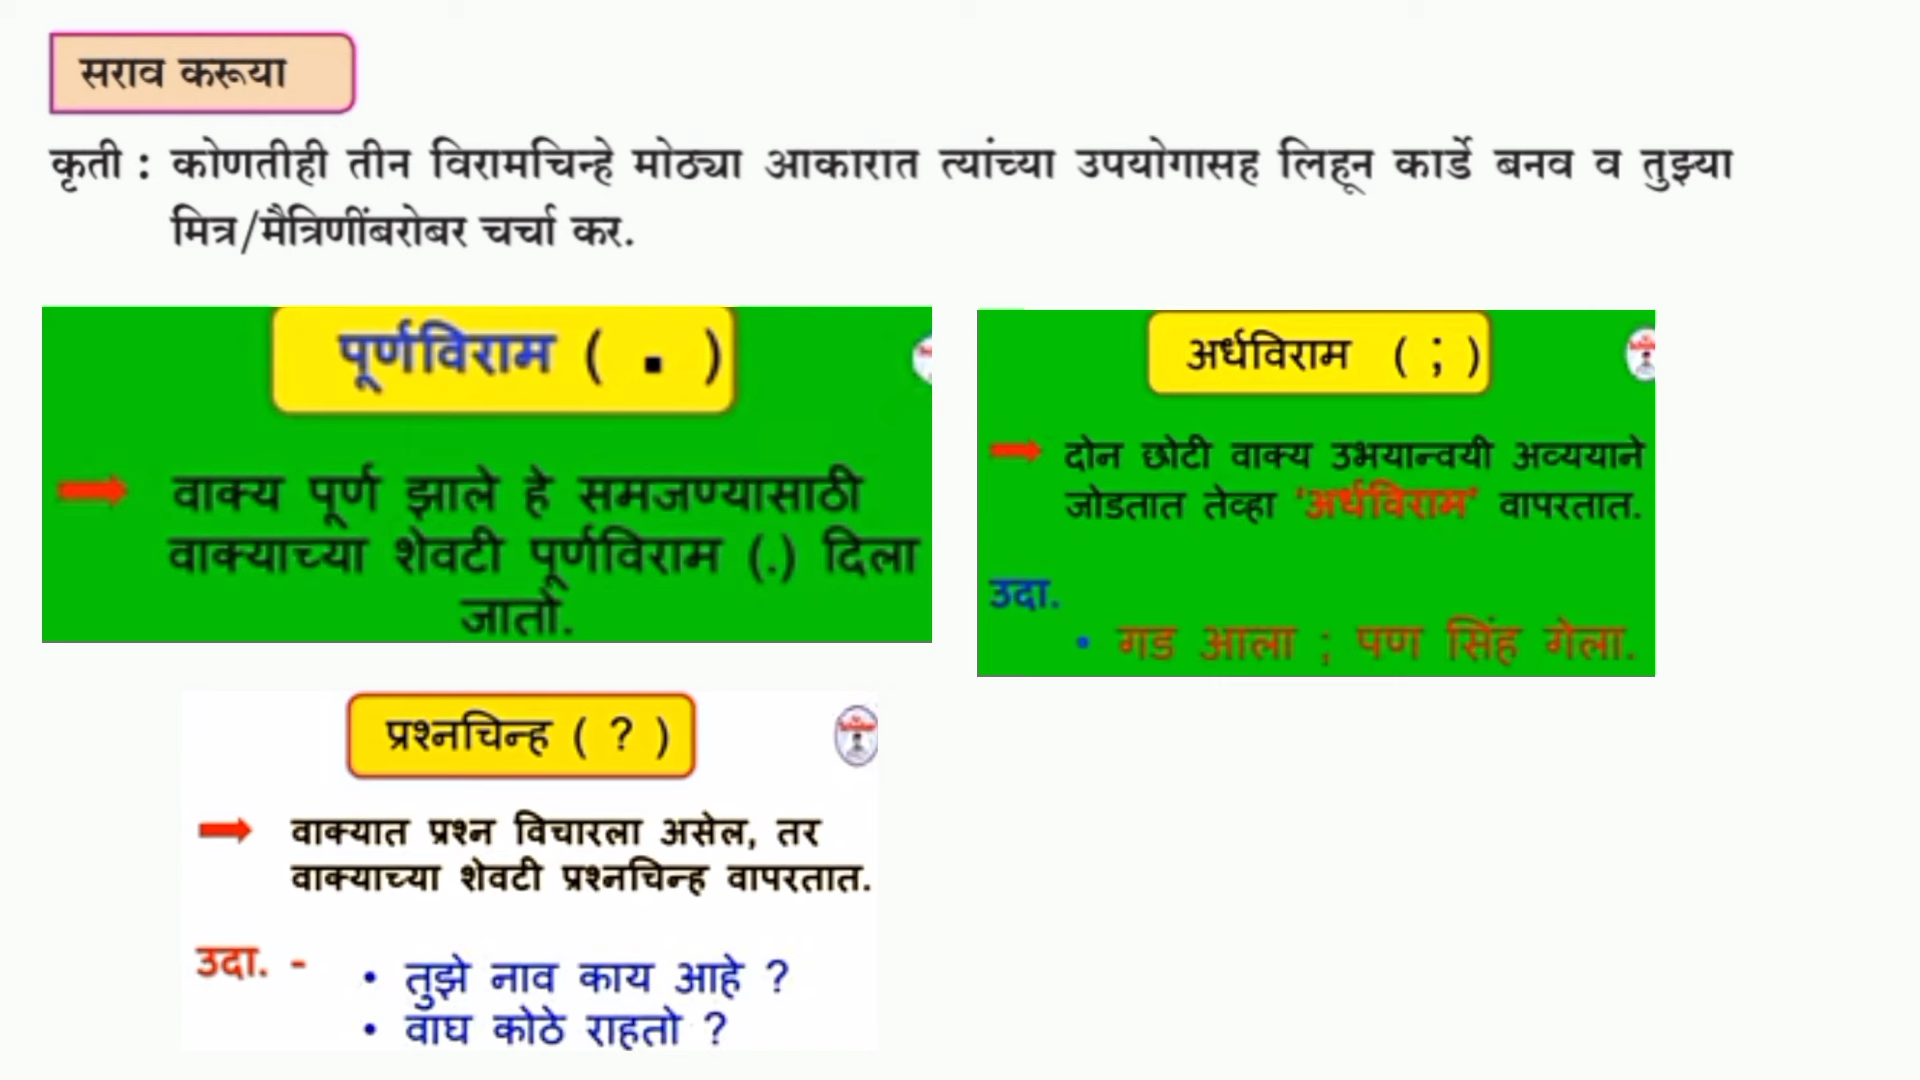 सराव करूया
कृती : कोणतीही तीन विरामचिन्हे मोठ्या आकारात त्यांच्या उपयोगासह लिहून कार्डे बनव व तुझ्या
मित्र/मैत्रिणींबरोबर चर्चा कर.
पूर्णविराम ( . )
वाक्य पूर्ण झाले हे समजण्यासाठी
वाक्याच्या शेवटी पूर्णविराम (.) दिला
जातो.
अर्धविराम ( ; )
दोन छोटी वाक्य उभयान्वयी अव्ययाने
जोडतात तेव्हा 'अर्धविराम' वापरतात.
उदा.
• गड आला ; पण सिंह गेला.
प्रश्नचिन्ह ( ? )
वाक्यात प्रश्न विचारला असेल, तर
वाक्याच्या शेवटी प्रश्नचिन्ह वापरतात.
उदा. -
• तुझे नाव काय आहे ?
• वाघ कोठे राहतो ?